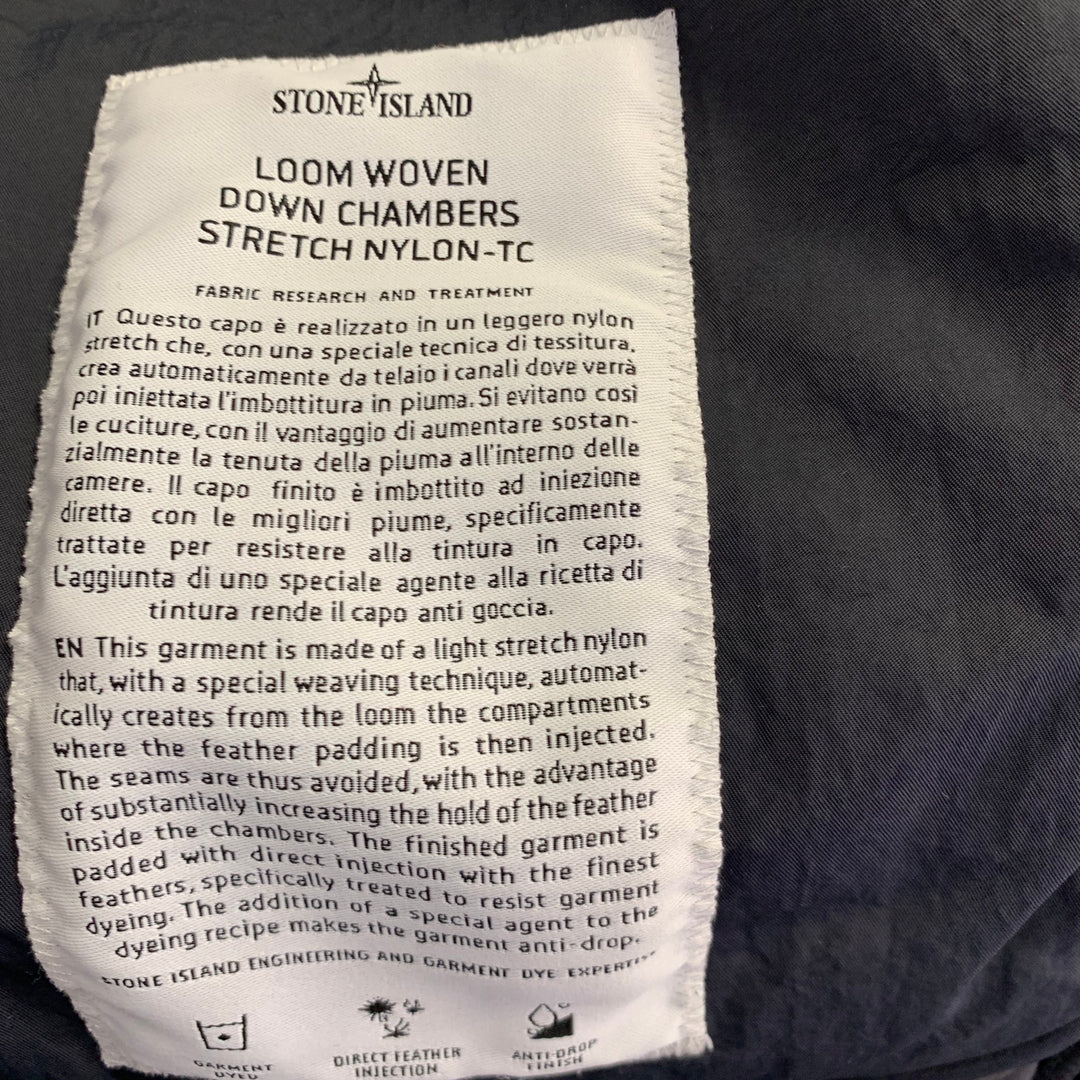 STONE ISLAND
LOOM WOVEN
DOWN CHAMBERS
STRETCH NYLON-TC
FABRIC RESEARCH AND TREATMENT
IT Questo capo è realizzato in un leggero nylon
stretch che, con una speciale tecnica di tessitura,
crea automaticamente da telaio i canali dove verrà
poi iniettata l'imbottitura in piuma. Si evitano così
le cuciture, con il vantaggio di aumentare sostan-
zialmente la tenuta della piuma all'interno delle
camere. Il capo finito è imbottito ad iniezione
diretta con le migliori piume, specificamente
trattate per resistere alla tintura in capo.
L'aggiunta di uno speciale agente alla ricetta di
tintura rende il capo anti goccia.
EN This garment is made of a light stretch nylon
that, with a special weaving technique, automat-
ically creates from the loom the compartments
where the feather padding is then injected.
The seams are thus avoided, with the advantage
of substantially increasing the hold of the feather
inside the chambers. The finished garment is
padded with direct injection with the finest
feathers, specifically treated to resist garment
dyeing. The addition of a special agent to the
dyeing recipe makes the garment anti-drop.
STONE ISLAND ENGINEERING AND GARMENT DYE EXPERTISE
GARMENT
DYED
DIRECT FEATHER
INJECTION
ANTI-DROP
FINISH